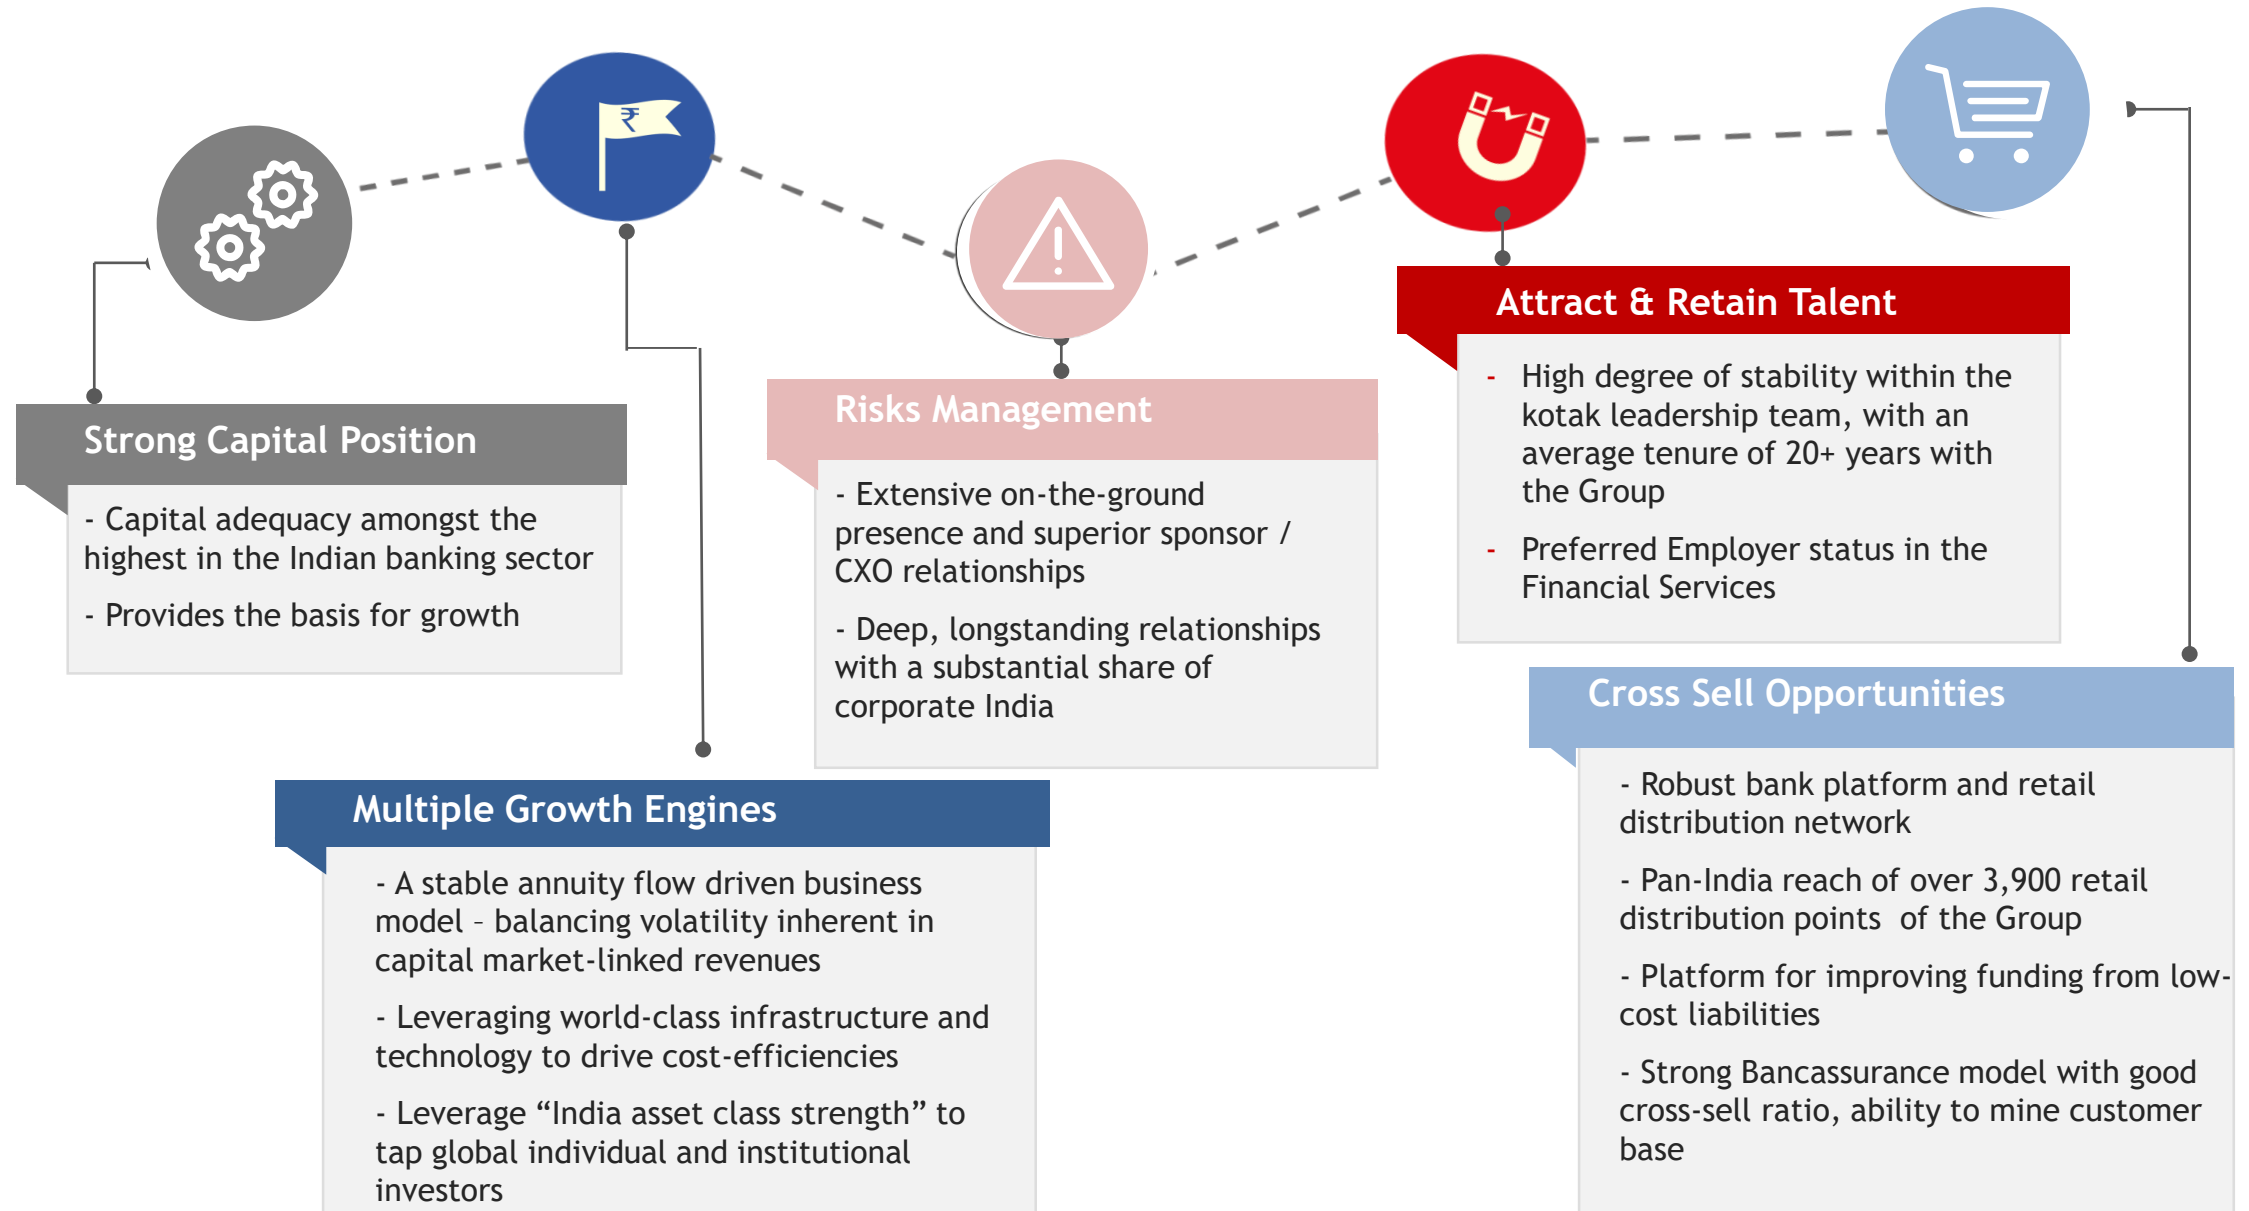 ₹
Strong Capital Position
- Capital adequacy amongst the
highest in the Indian banking sector
- Provides the basis for growth
Multiple Growth Engines
- A stable annuity flow driven business
model – balancing volatility inherent in
capital market-linked revenues
- Leveraging world-class infrastructure and
technology to drive cost-efficiencies
- Leverage “India asset class strength” to
tap global individual and institutional
investors
Risks Management
- Extensive on-the-ground
presence and superior sponsor /
CXO relationships
- Deep, longstanding relationships
with a substantial share of
corporate India
Attract & Retain Talent
- High degree of stability within the
kotak leadership team, with an
average tenure of 20+ years with
the Group
- Preferred Employer status in the
Financial Services
Cross Sell Opportunities
- Robust bank platform and retail
distribution network
- Pan-India reach of over 3,900 retail
distribution points  of the Group
- Platform for improving funding from low-
cost liabilities
- Strong Bancassurance model with good
cross-sell ratio, ability to mine customer
base